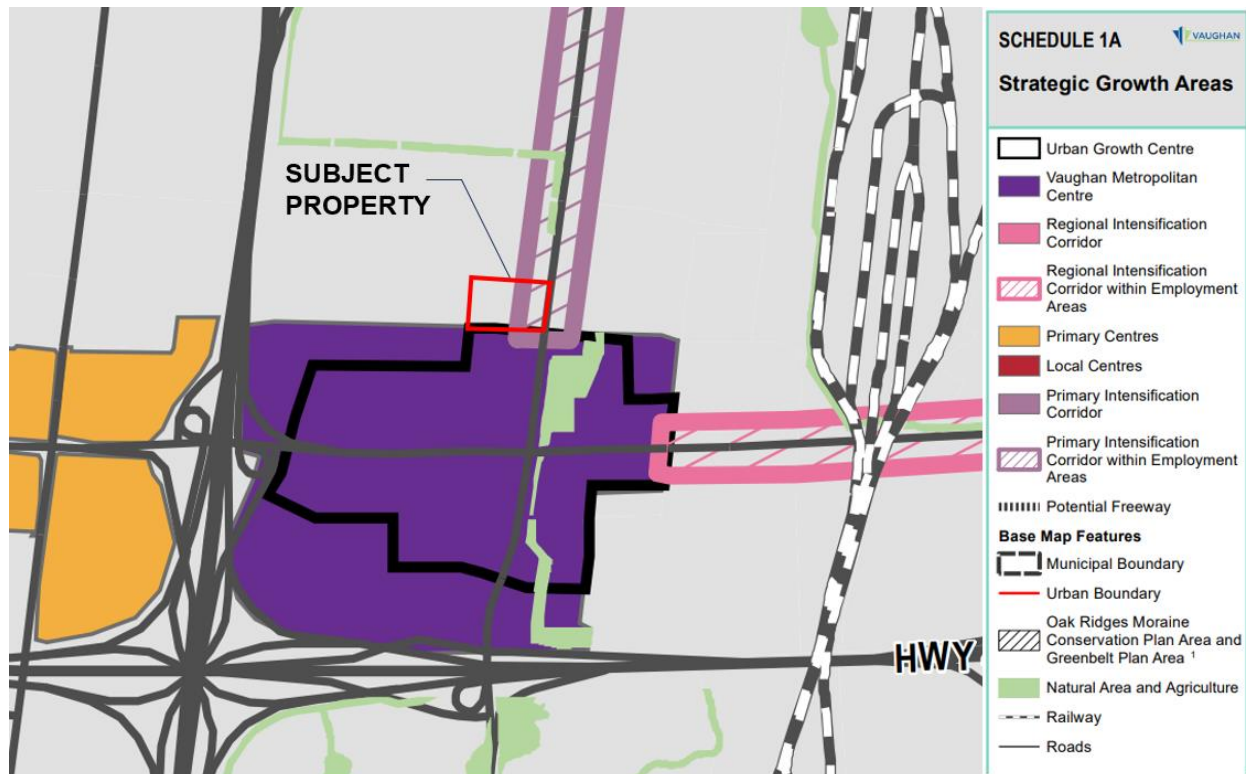 SUBJECT
PROPERTY
HWY
SCHEDULE 1A
VAUGHAN
Strategic Growth Areas
Urban Growth Centre
Vaughan Metropolitan
Centre
Regional Intensification
Corridor
Regional Intensification
Corridor within Employment
Areas
Primary Centres
Local Centres
Primary Intensification
Corridor
Primary Intensification
Corridor within Employment
Areas
Potential Freeway
Base Map Features
Municipal Boundary
Urban Boundary
Oak Ridges Moraine
Conservation Plan Area and
Greenbelt Plan Area ¹
Natural Area and Agriculture
Railway
Roads